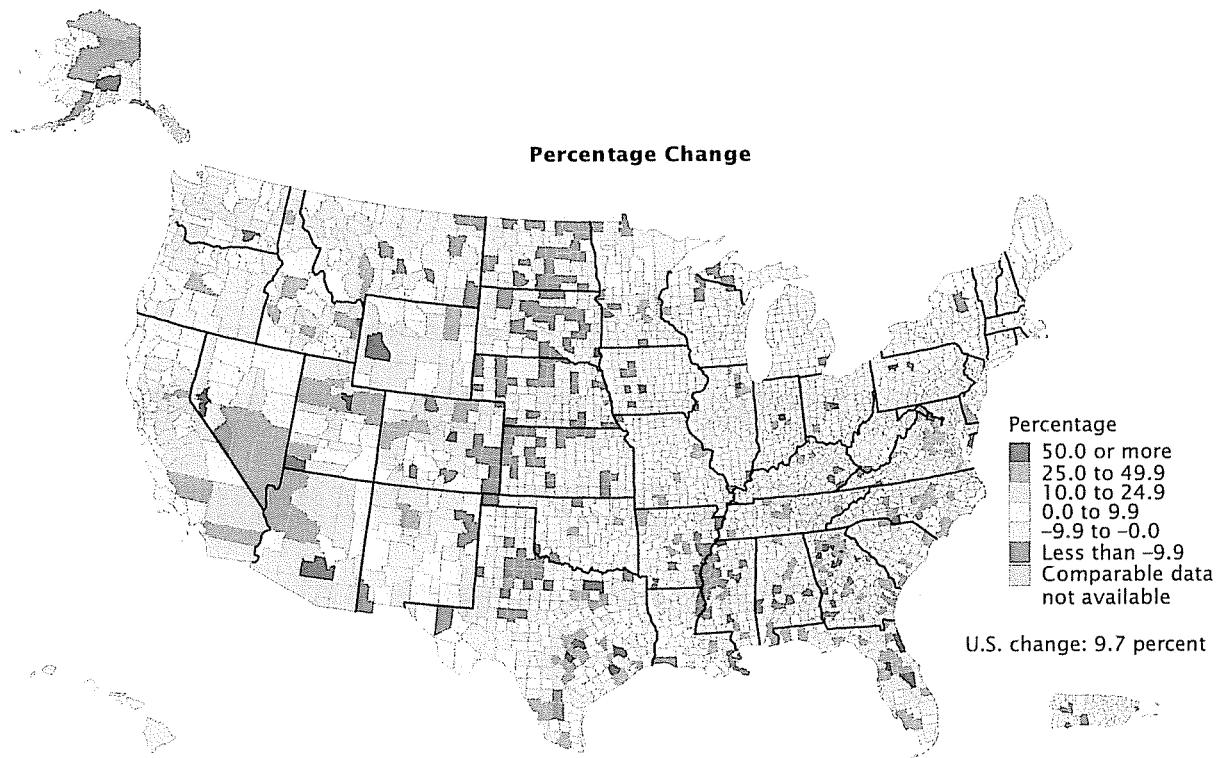 Percentage Change
Percentage
50.0 or more
25.0 to 49.9
10.0 to 24.9
0.0 to 9.9
–9.9 to –0.0
Less than –9.9
Comparable data
not available
U.S. change: 9.7 percent